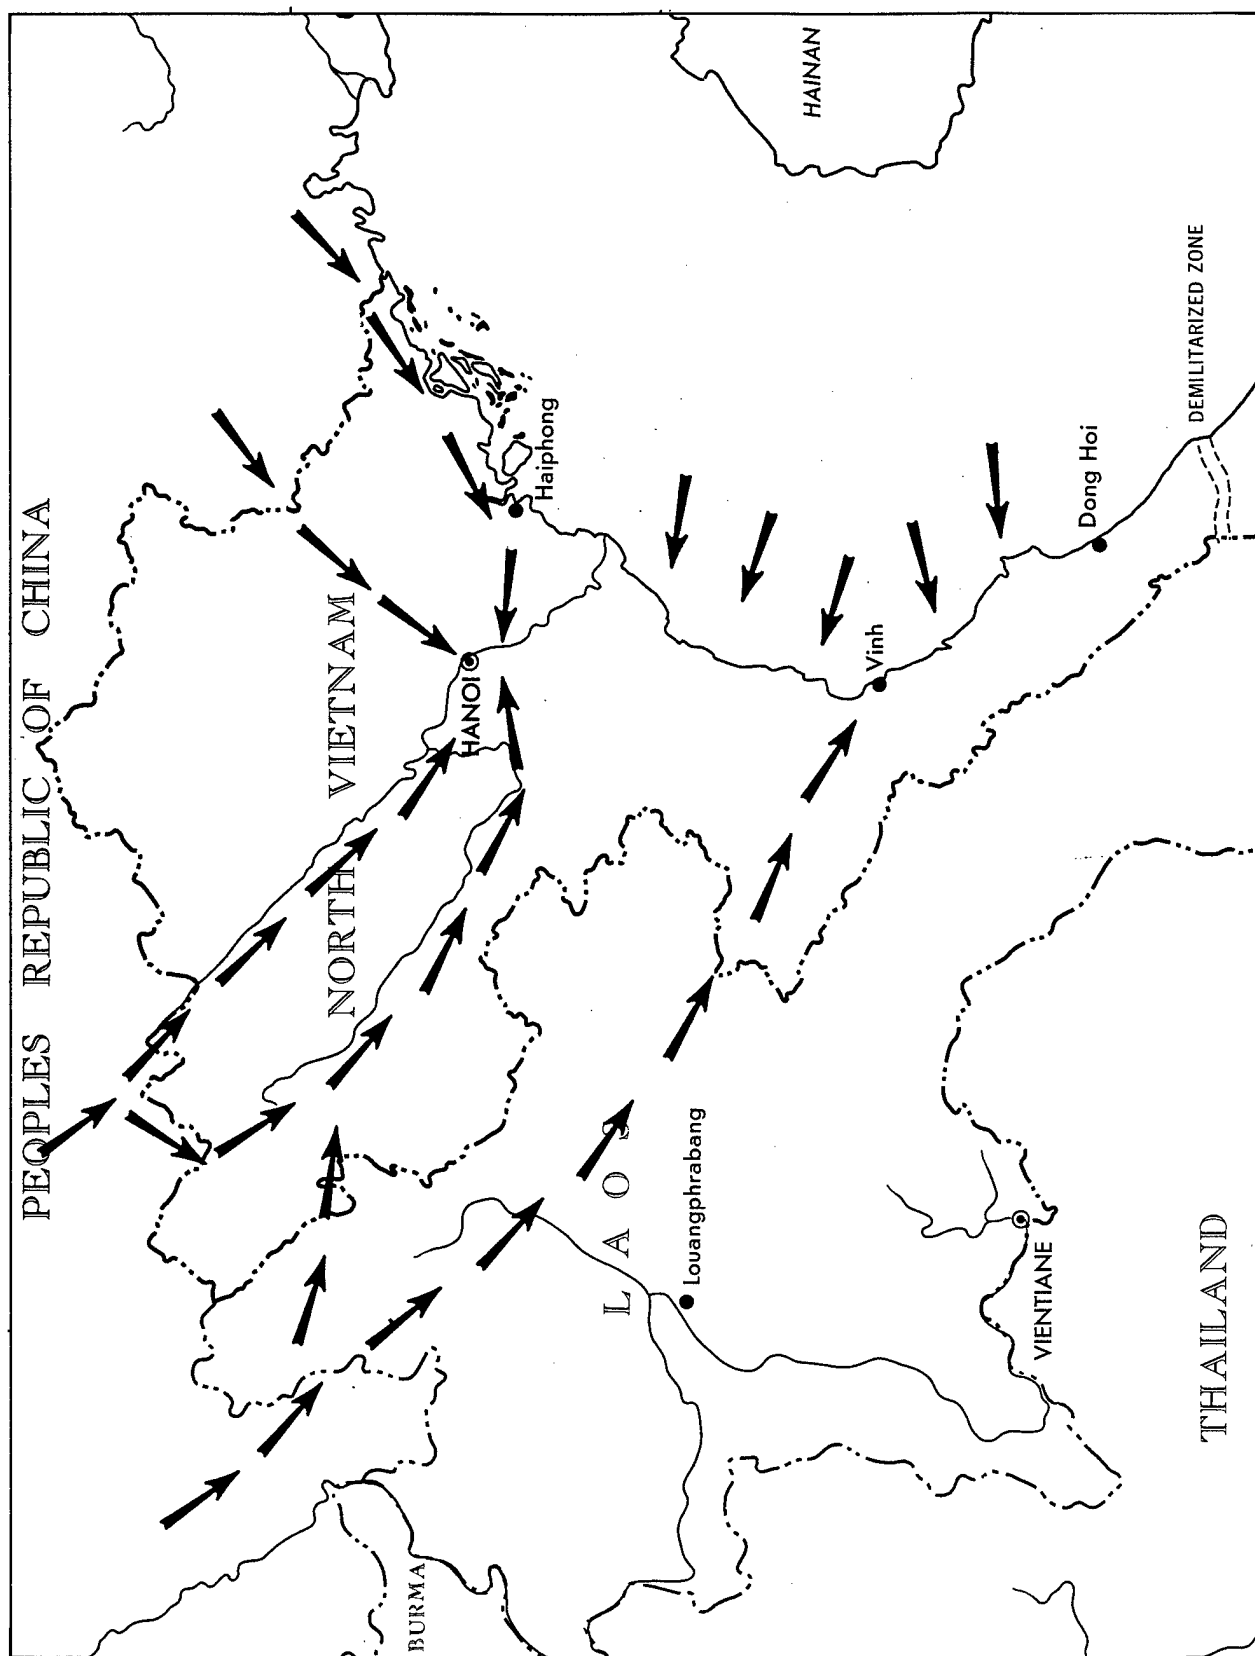 PEOPLES REPUBLIC OF CHINA
NORTH VIETNAM
HANOI
Haiphong
HAINAN
BURMA
LAOS
Louangphrabang
Vinh
VIENTIANE
Dong Hoi
DEMILITARIZED ZONE
THAILAND